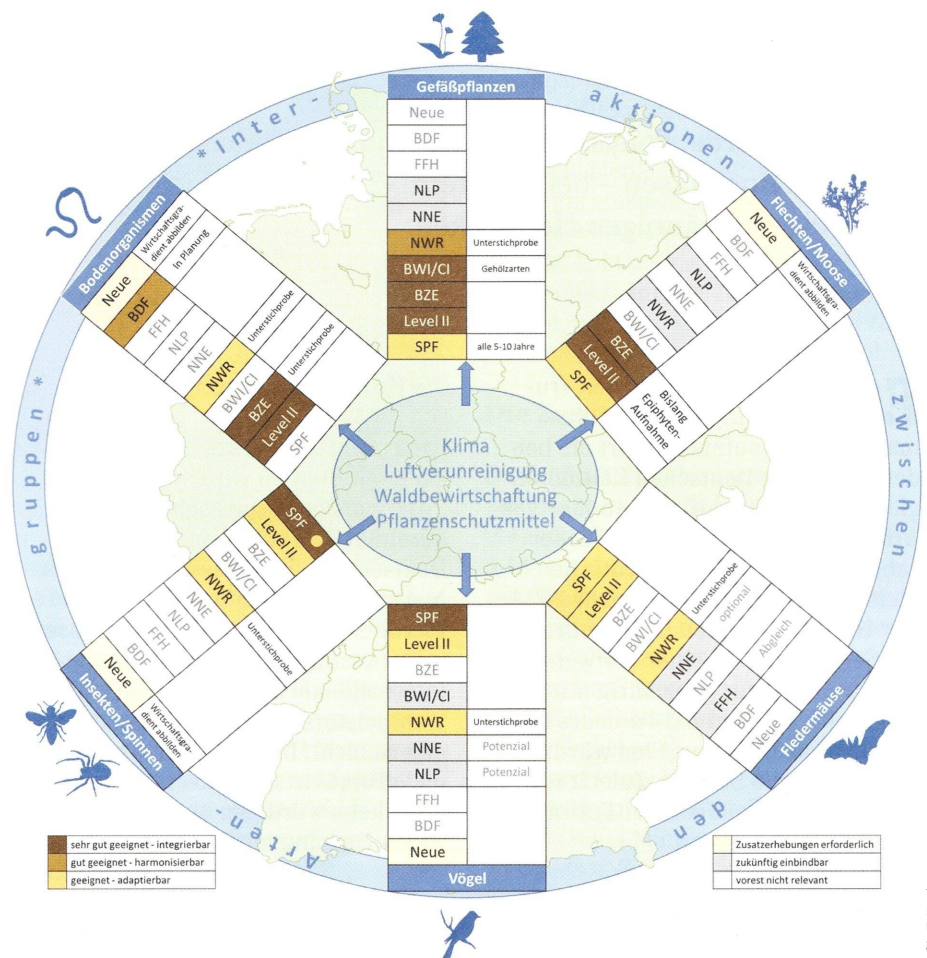 Gefäßpflanzen
Neue
BDF
FFH
NLP
NNE
NWR Unterstichprobe
BWI/CI Gehölzarten
BZE
Level II
SPF alle 5-10 Jahre
Flechten/Moose
Neue Wirtschaftsgra-
dient abbilden
BDF
FFH
NLP
NNE
NWR
BWI/CI
BZE
Level II Bislang
Epiphyten-
Aufnahme
SPF
Fledermäuse
SPF
Level II
BZE
BWI/CI
NWR Unterstichprobe
NNE optional
NLP
FFH Abgleich
BDF
Neue
Vögel
SPF
Level II
BZE
BWI/CI
NWR Unterstichprobe
NNE Potenzial
NLP Potenzial
FFH
BDF
Neue
Insekten/Spinnen
SPF
Level II
BZE
BWI/CI
NWR Unterstichprobe
NNE
NLP
FFH
BDF
Neue Wirtschaftsgra-
dient abbilden
Bodenorganismen
Neue Wirtschaftsgra-
dient abbilden
BDF In Planung
FFH
NLP
NNE
NWR Unterstichprobe
BWI/CI
BZE Unterstichprobe
Level II
SPF
Klima
Luftverunreinigung
Waldbewirtschaftung
Pflanzenschutzmittel
*Inter-
aktionen
zwischen
den
Arten-
gruppen*
sehr gut geeignet - integrierbar
gut geeignet - harmonisierbar
geeignet - adaptierbar
Zusatzerhebungen erforderlich
zukünftig einbindbar
vorest nicht relevant